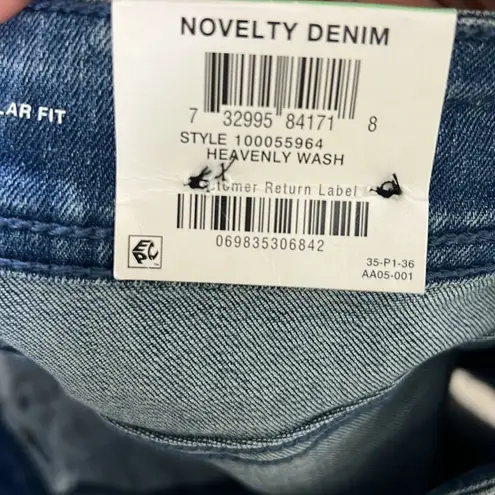 NOVELTY DENIM
LAR FIT
7 32995 84171 8
STYLE 100055964
HEAVENLY WASH
Customer Return Label
069835306842
35-P1-36
AA05-001